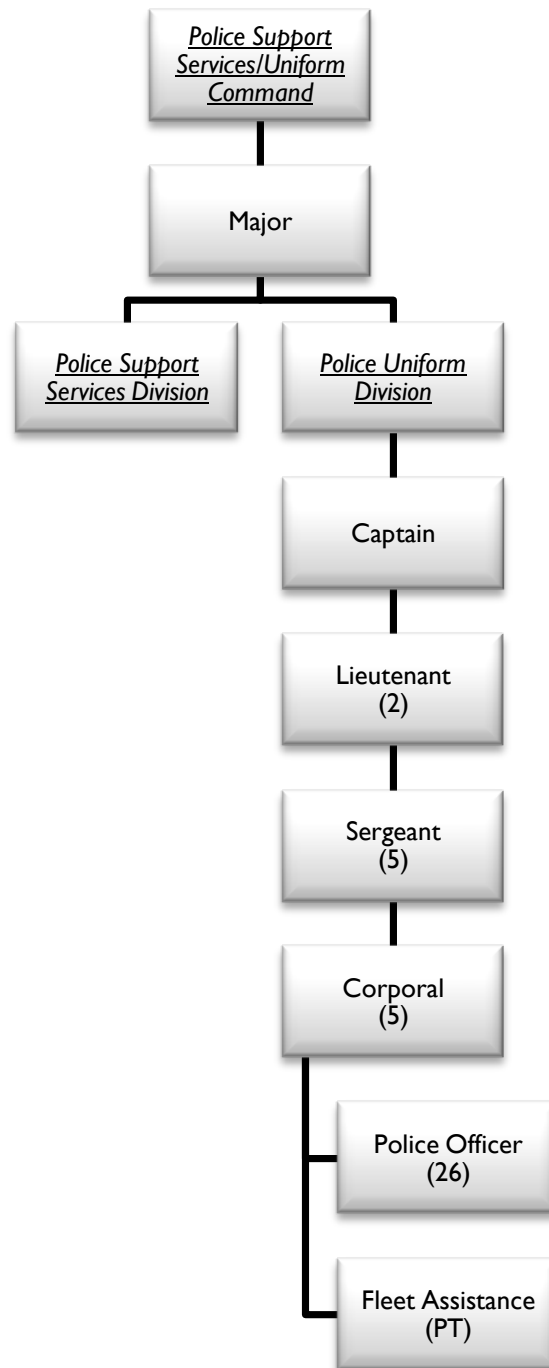 Police Support
Services/Uniform
Command
Major
Police Support
Services Division
Police Uniform
Division
Captain
Lieutenant
(2)
Sergeant
(5)
Corporal
(5)
Police Officer
(26)
Fleet Assistance
(PT)